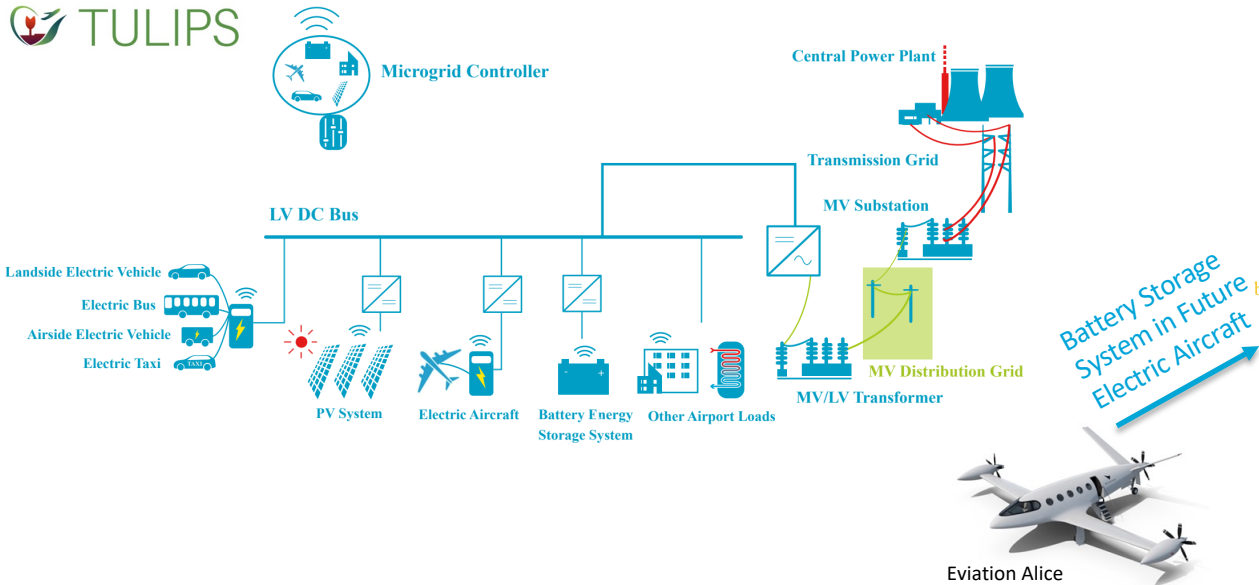 TULIPS
Microgrid Controller
Central Power Plant
Transmission Grid
MV Substation
LV DC Bus
Landside Electric Vehicle
Electric Bus
Airside Electric Vehicle
Electric Taxi
TAXI
PV System
Electric Aircraft
Battery Energy
Storage System
Other Airport Loads
MV Distribution Grid
MV/LV Transformer
Battery Storage
System in Future
Electric Aircraft
Eviation Alice